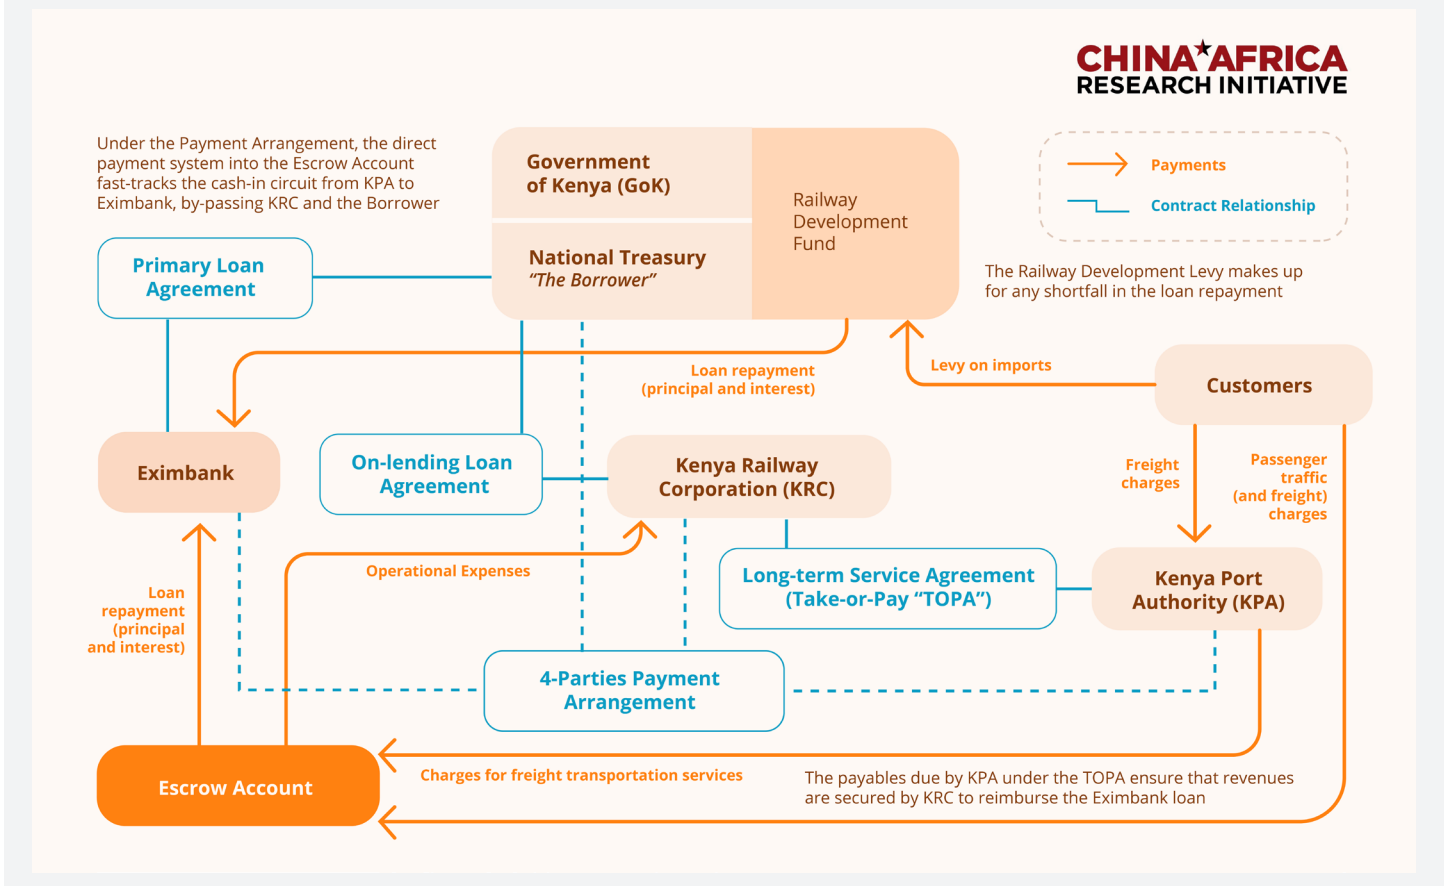 CHINA AFRICA
RESEARCH INITIATIVE
Under the Payment Arrangement, the direct
payment system into the Escrow Account
fast-tracks the cash-in circuit from KPA to
Eximbank, by-passing KRC and the Borrower
Government
of Kenya (GoK)
National Treasury
“The Borrower”
Railway
Development
Fund
Payments
Contract Relationship
The Railway Development Levy makes up
for any shortfall in the loan repayment
Primary Loan
Agreement
Loan repayment
(principal and interest)
Levy on imports
Customers
Eximbank
On-lending Loan
Agreement
Kenya Railway
Corporation (KRC)
Freight
charges
Passenger
traffic
(and freight)
charges
Operational Expenses
Long-term Service Agreement
(Take-or-Pay “TOPA”)
Kenya Port
Authority (KPA)
Loan
repayment
(principal
and interest)
4-Parties Payment
Arrangement
Escrow Account
Charges for freight transportation services
The payables due by KPA under the TOPA ensure that revenues
are secured by KRC to reimburse the Eximbank loan